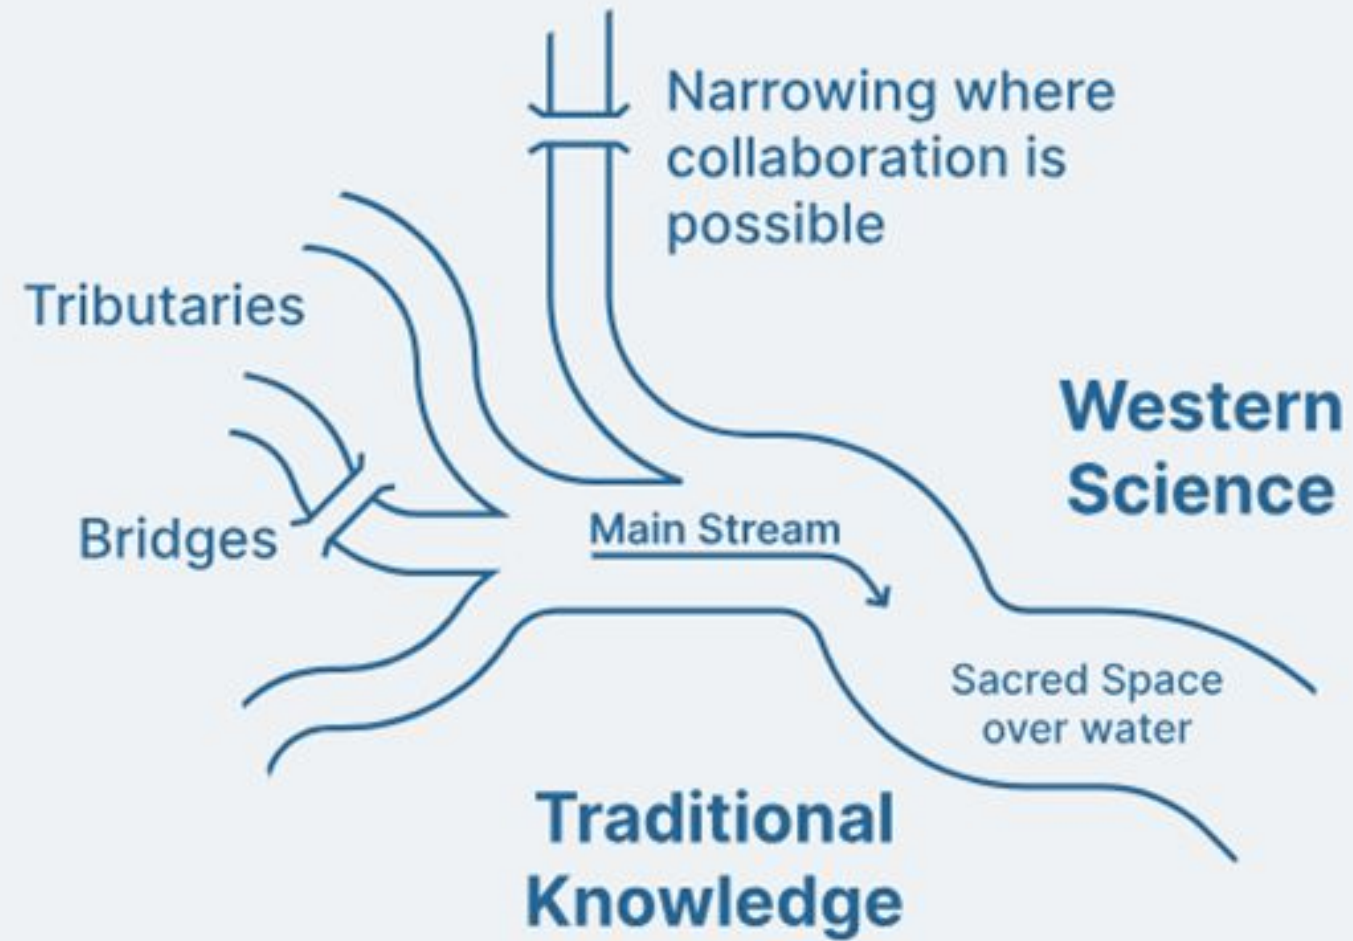 Narrowing where
collaboration is
possible
Tributaries
Western
Science
Bridges
Main Stream
Sacred Space
over water
Traditional
Knowledge